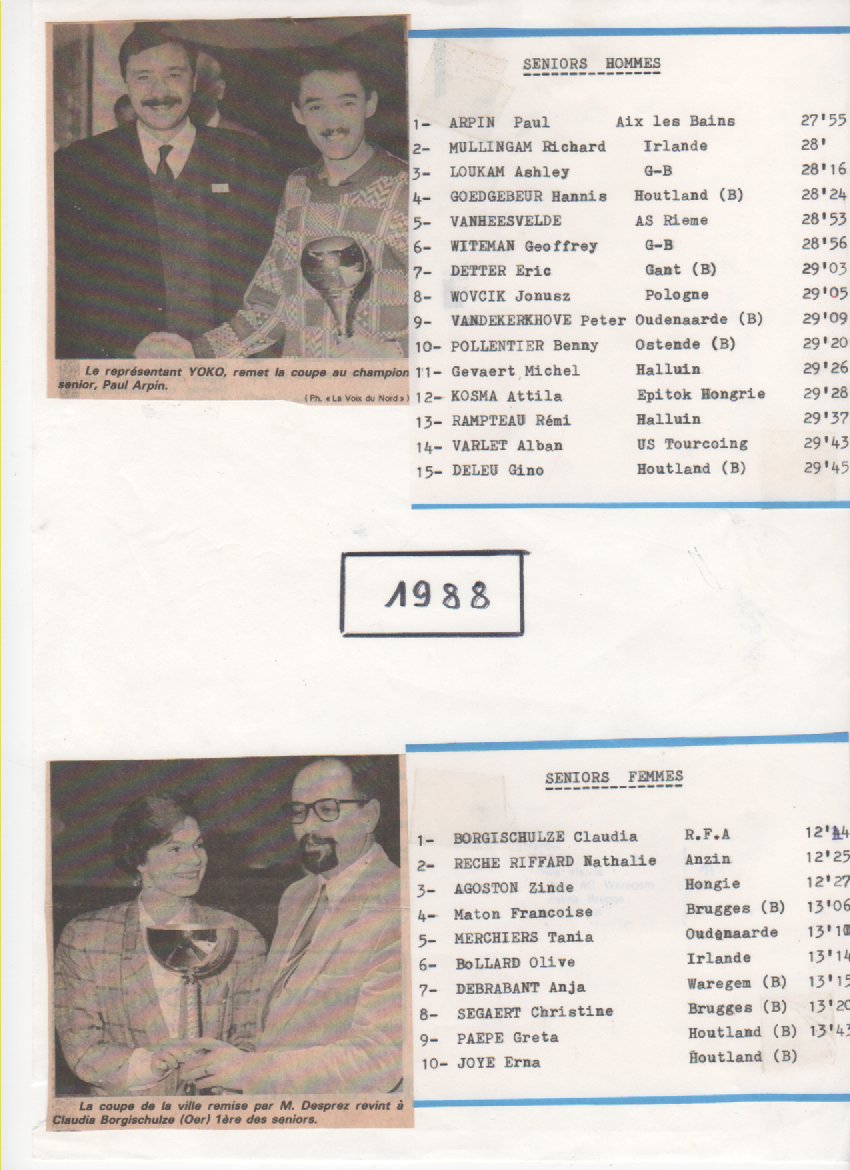 SENIORS HOMMES
1- ARPIN Paul Aix les Bains 27'55
2- MULLINGAM Richard Irlande 28'
3- LOUKAM Ashley G-B 28'16
4- GOEDGEBEUR Hannis Houtland (B) 28'24
5- VANHEESVELDE AS Rieme 28'53
6- WITEMAN Geoffrey G-B 28'56
7- DETTER Eric Gant (B) 29'03
8- WOVCIK Jonusz Pologne 29'05
9- VANDEKERKHOVE Peter Oudenaarde (B) 29'09
10- POLLENTIER Benny Ostende (B) 29'20
11- Gevaert Michel Halluin 29'26
12- KOSMA Attila Epitok Hongrie 29'28
13- RAMPTEAU Rémi Halluin 29'37
14- VARLET Alban US Tourcoing 29'43
15- DELEU Gino Houtland (B) 29'45
Le représentant YOKO, remet la coupe au champion
senior, Paul Arpin.
(Ph. « La Voix du Nord »)
1988
SENIORS FEMMES
1- BORGISCHULZE Claudia R.F.A
2- RECHE RIFFARD Nathalie Anzin 12'25
3- AGOSTON Zinde Hongie 12'27
4- Maton Francoise Brugges (B) 13'06
5- MERCHIERS Tania Oudenaarde
6- BoLLARD Olive Irlande 13'14
7- DEBRABANT Anja Waregem (B) 13'15
8- SEGAERT Christine Brugges (B) 13'20
9- PAEPE Greta Houtland (B) 13'43
10- JOYE Erna Houtland (B)
La coupe de la ville remise par M. Desprez revint à
Claudia Borgischulze (Oer) 1ère des seniors.